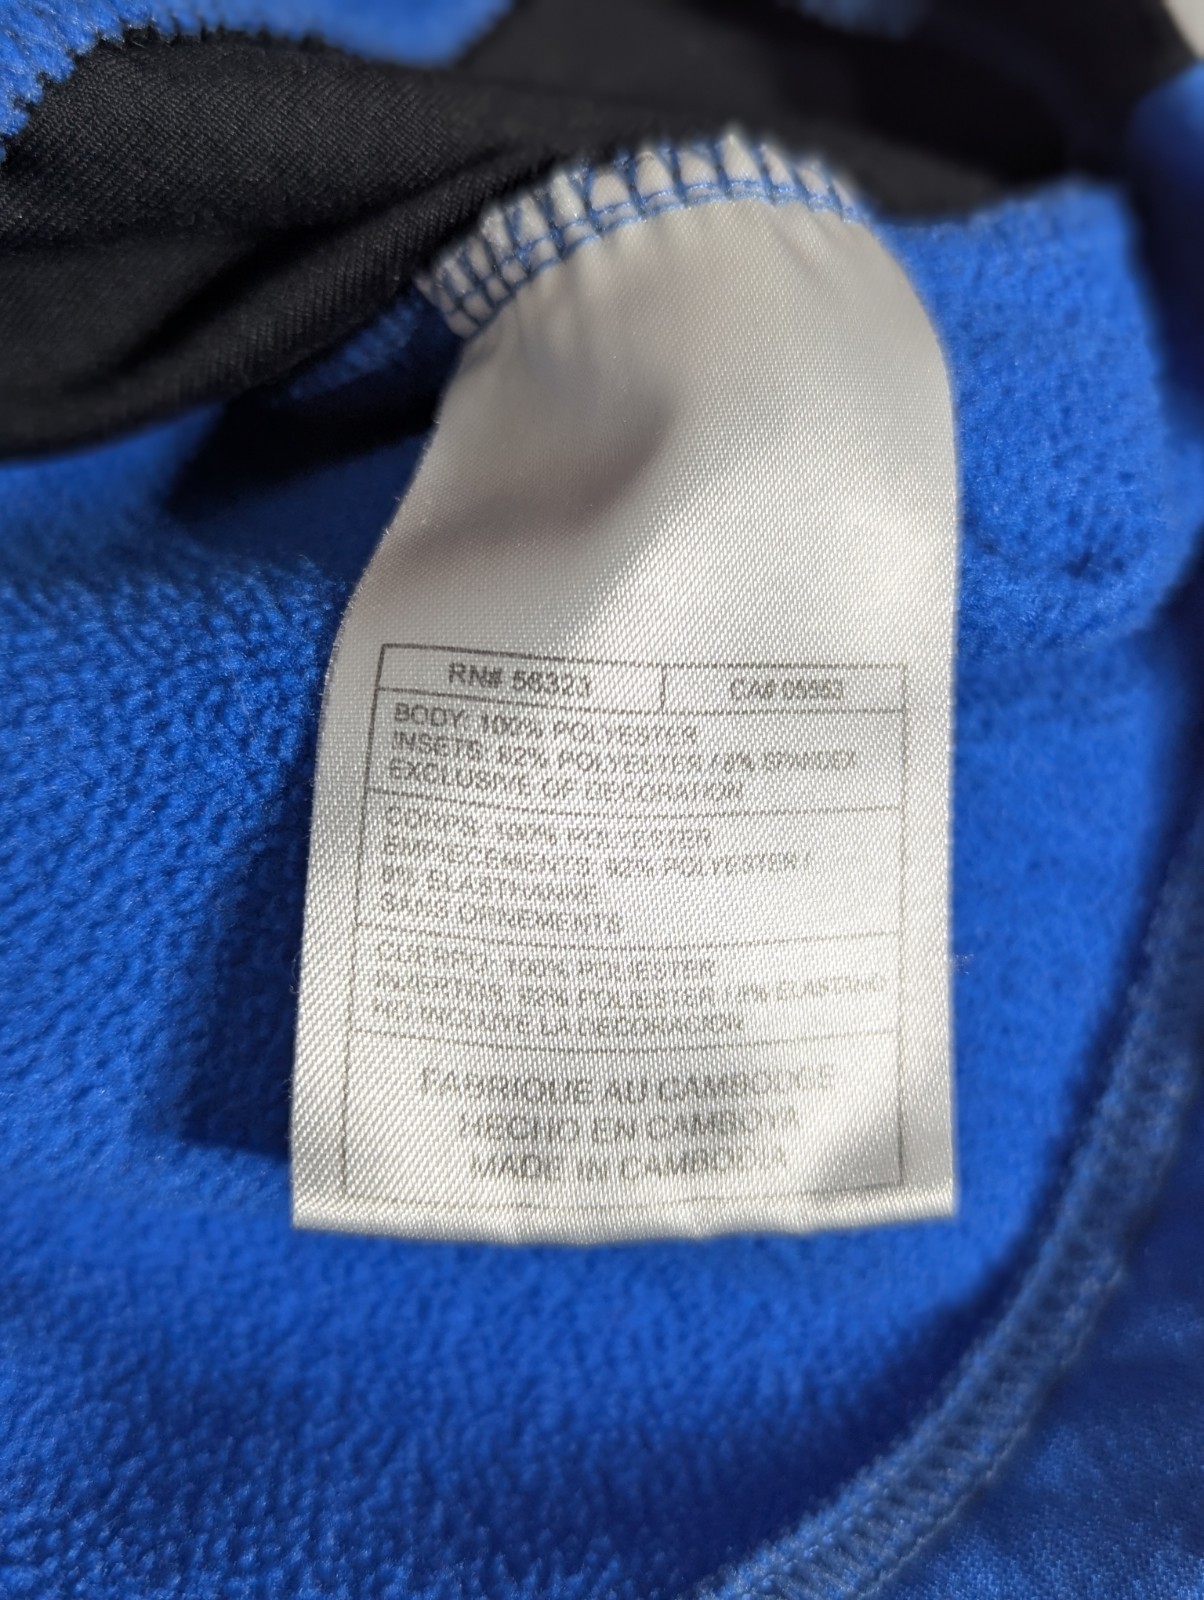 RN# 56323
CA# 05553
BODY: 100% POLYESTER
INSETS: 92% POLYESTER / 8% SPANDEX
EXCLUSIVE OF DECORATION
CORPS: 100% POLYESTER
EMPIECEMENTS: 92% POLYESTER /
8% ELASTHANNE
SANS ORNEMENTS
CUERPO: 100% POLIESTER
INSERTOS: 92% POLIESTER / 8% ELASTINO
NO INCLUYE LA DECORACION
FABRIQUE AU CAMBODGE
HECHO EN CAMBOYA
MADE IN CAMBODIA